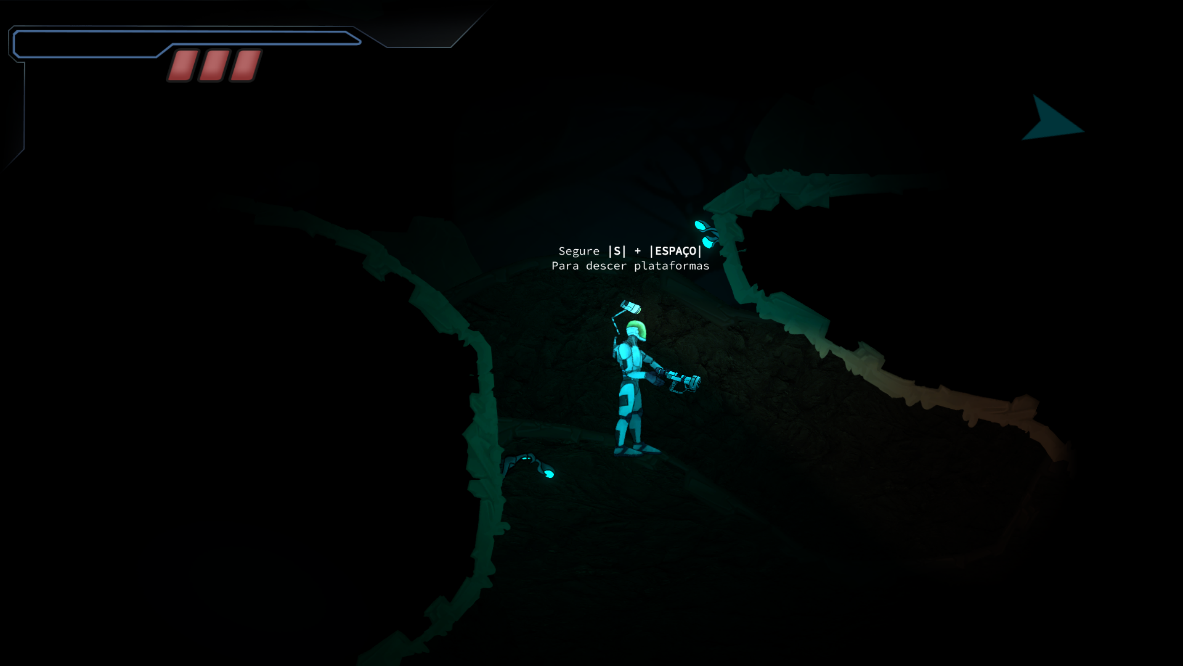 Segure |S| + |ESPAÇO|
Para descer plataformas